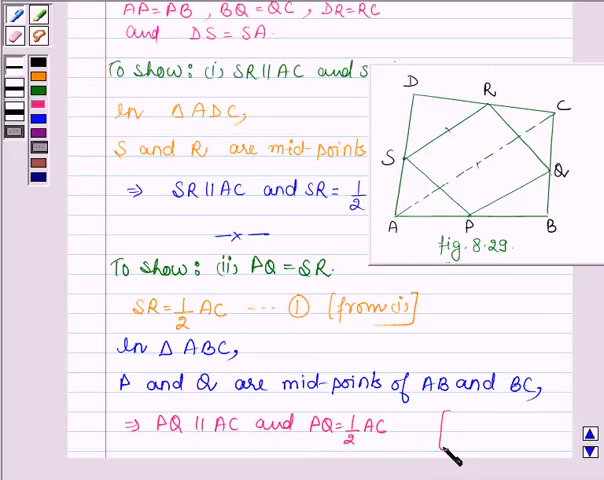 AP=PB, BQ=QC, DR=RC
and DS=SA.
To show: (i) SR∥AC and S
In △ADC,
S and R are mid-points
⇒ SR∥AC and SR=1/2
—x—
To show: (ii) PQ=SR.
SR=1/2 AC ---- ① [from(i)]
In △ABC,
P and Q are mid-points of AB and BC,
⇒ PQ∥AC and PQ=1/2 AC [
D
R
C
S
Q
A
P
B
fig. 8.29.